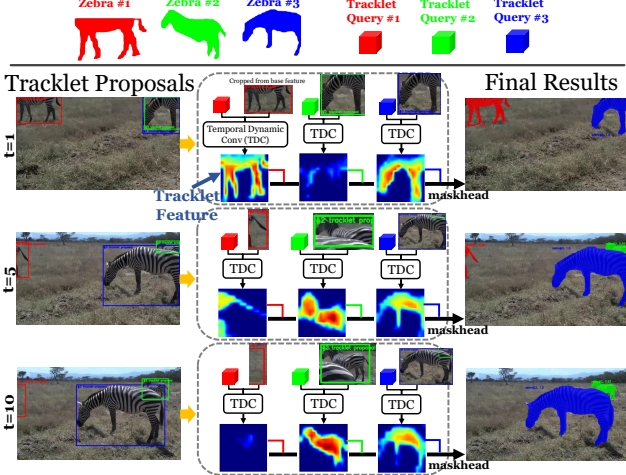 Zebra #1
Zebra #2
Zebra #3
Tracklet
Query #1
Tracklet
Query #2
Tracklet
Query #3
Tracklet Proposals
Final Results
Cropped from base feature
t=1
Temporal Dynamic
Conv (TDC)
TDC
TDC
Tracklet
Feature
maskhead
t=5
TDC
TDC
TDC
maskhead
t=10
TDC
TDC
TDC
maskhead